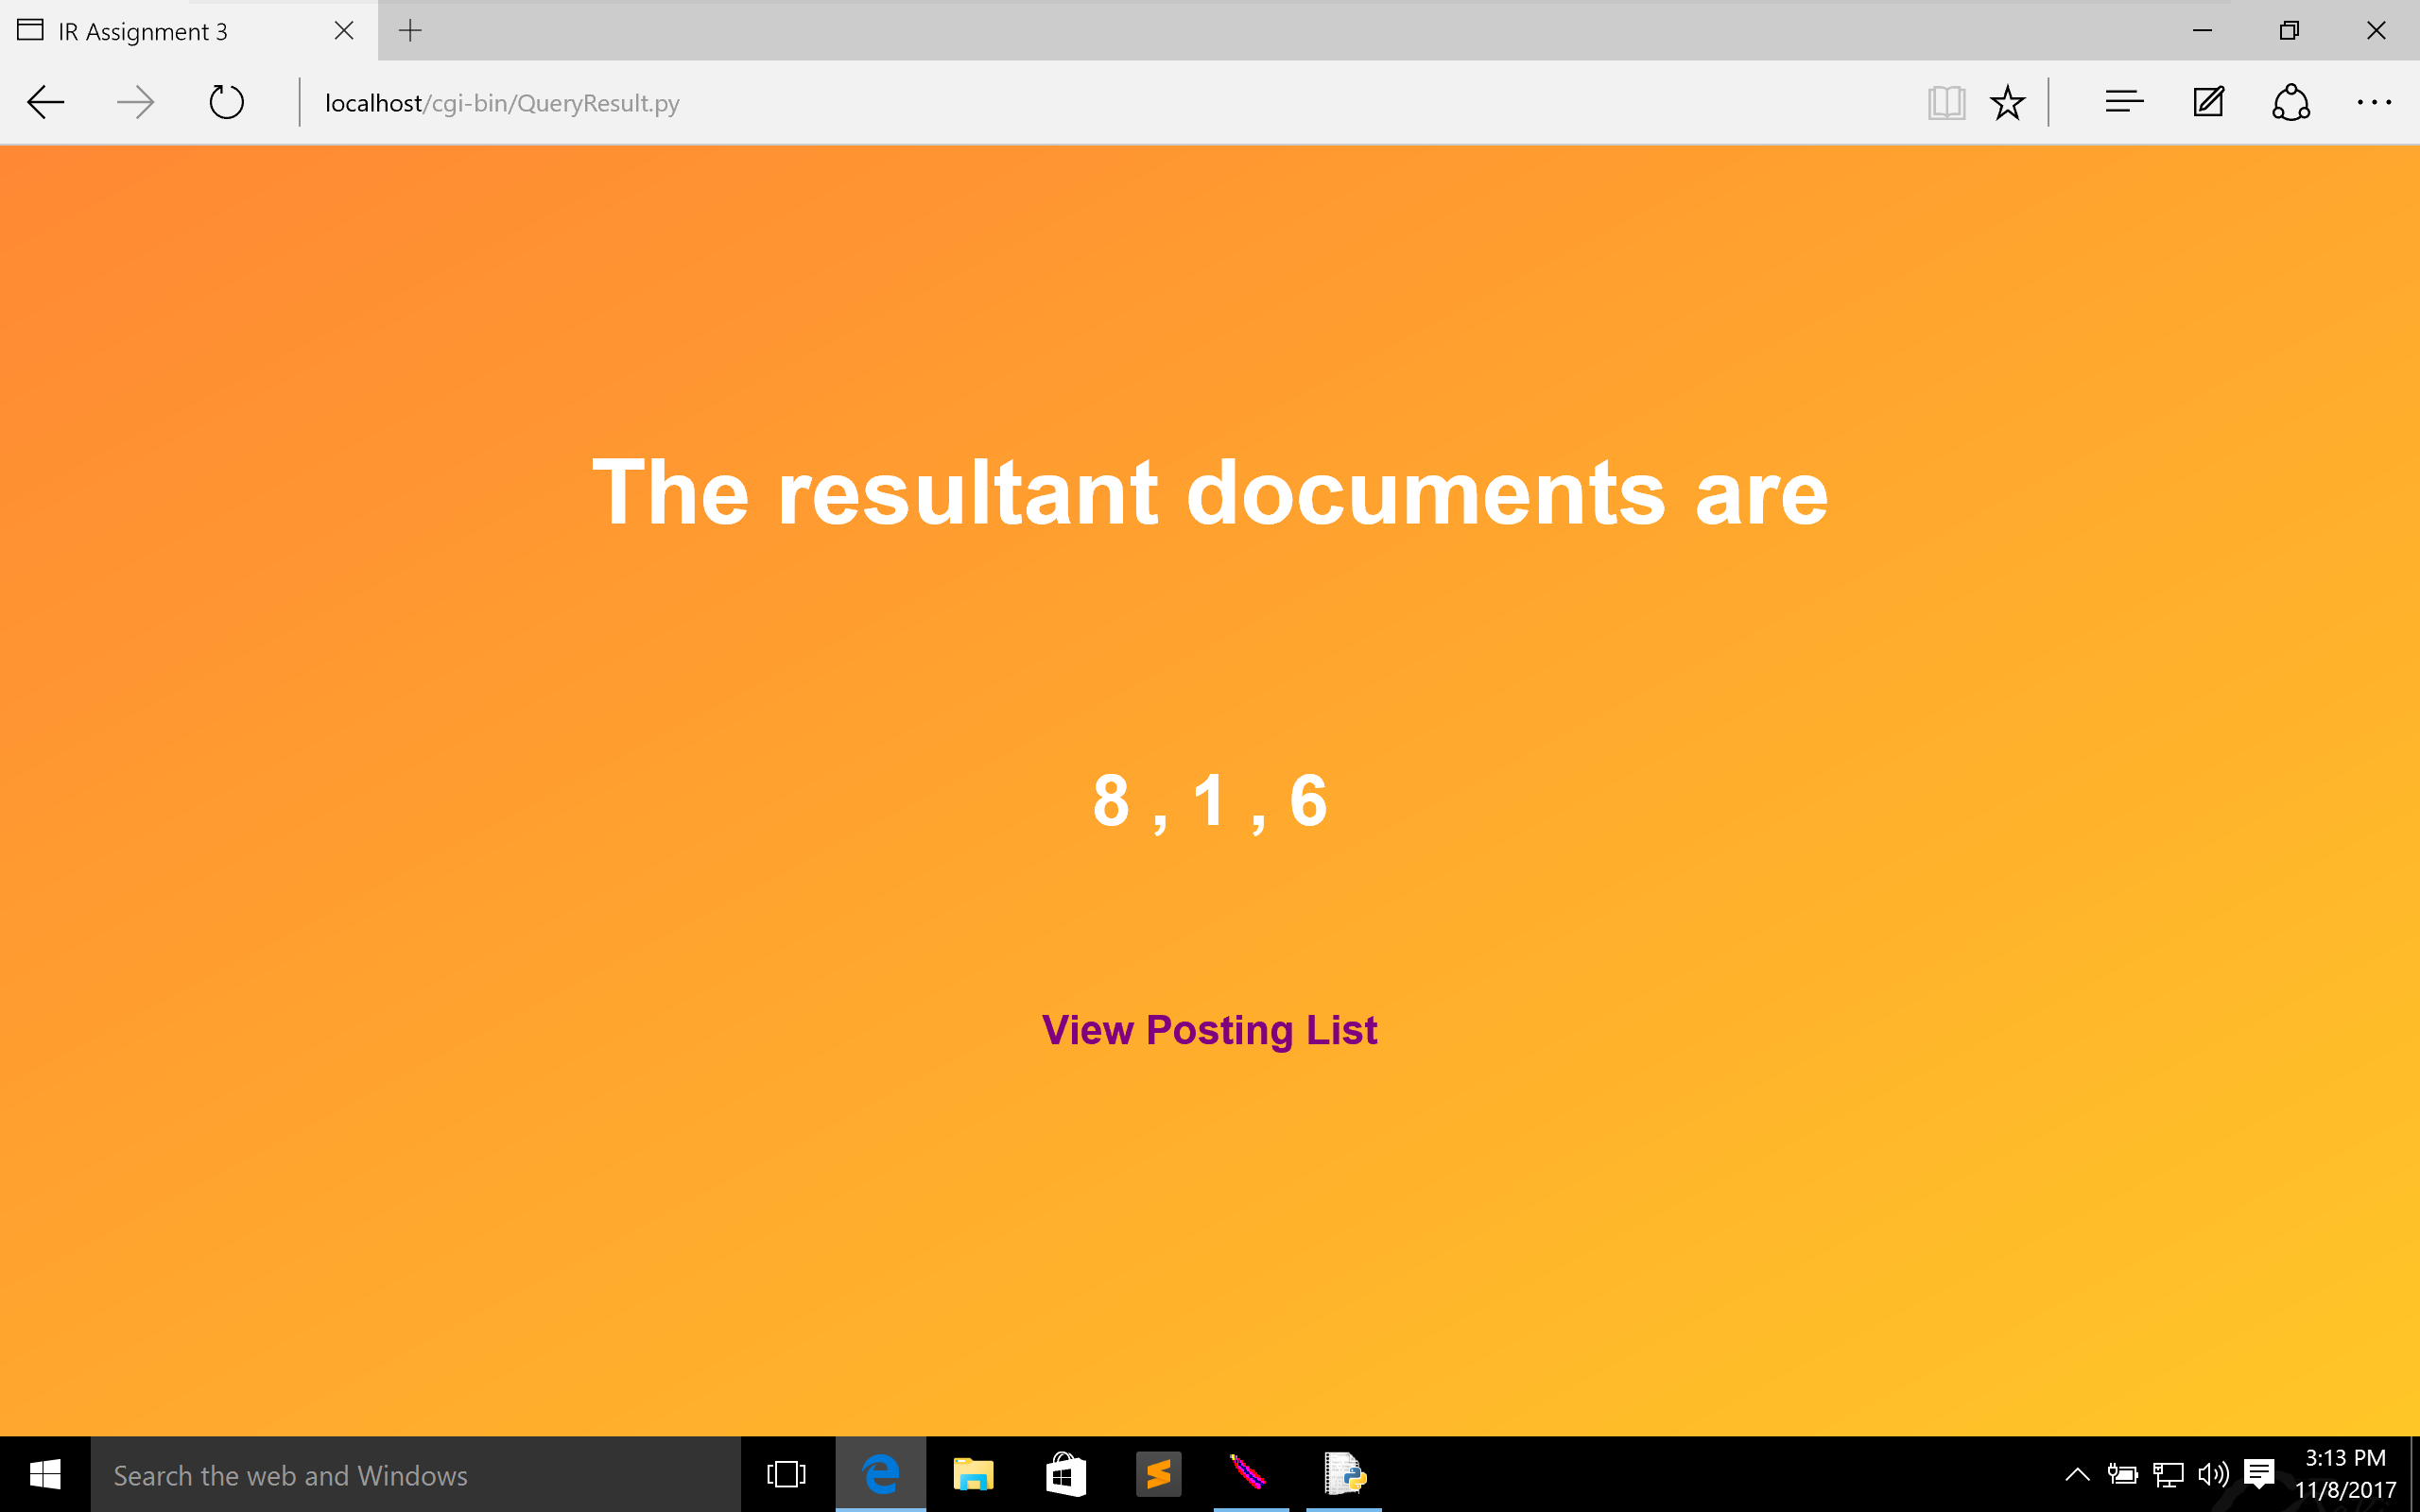 IR Assignment 3
localhost/cgi-bin/QueryResult.py
The resultant documents are
8 , 1 , 6
View Posting List
Search the web and Windows
3:13 PM
11/8/2017